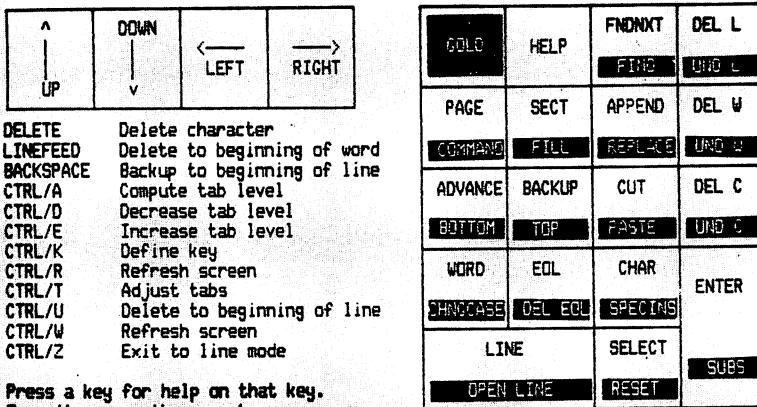 ^ DOWN <—— ——>
UP v LEFT RIGHT
DELETE Delete character
LINEFEED Delete to beginning of word
BACKSPACE Backup to beginning of line
CTRL/A Compute tab level
CTRL/D Decrease tab level
CTRL/E Increase tab level
CTRL/K Define key
CTRL/R Refresh screen
CTRL/T Adjust tabs
CTRL/U Delete to beginning of line
CTRL/W Refresh screen
CTRL/Z Exit to line mode
Press a key for help on that key.
GOLD HELP FNDNXT DEL L
FIND UND L
PAGE SECT APPEND DEL W
COMMAND FILL REPLACE UND W
ADVANCE BACKUP CUT DEL C
BOTTOM TOP PASTE UND C
WORD EOL CHAR
CHNGCASE DEL EOL SPECINS
ENTER
LINE SELECT
OPEN LINE RESET
SUBS